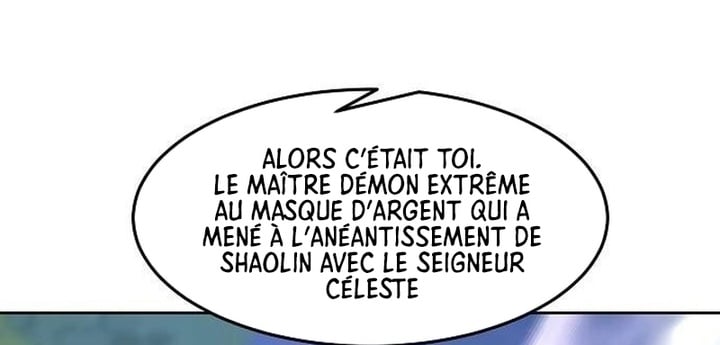 ALORS C'ÉTAIT TOI.
LE MAÎTRE DÉMON EXTRÊME
AU MASQUE D'ARGENT QUI A
MENÉ À L'ANÉANTISSEMENT DE
SHAOLIN AVEC LE SEIGNEUR
CÉLESTE